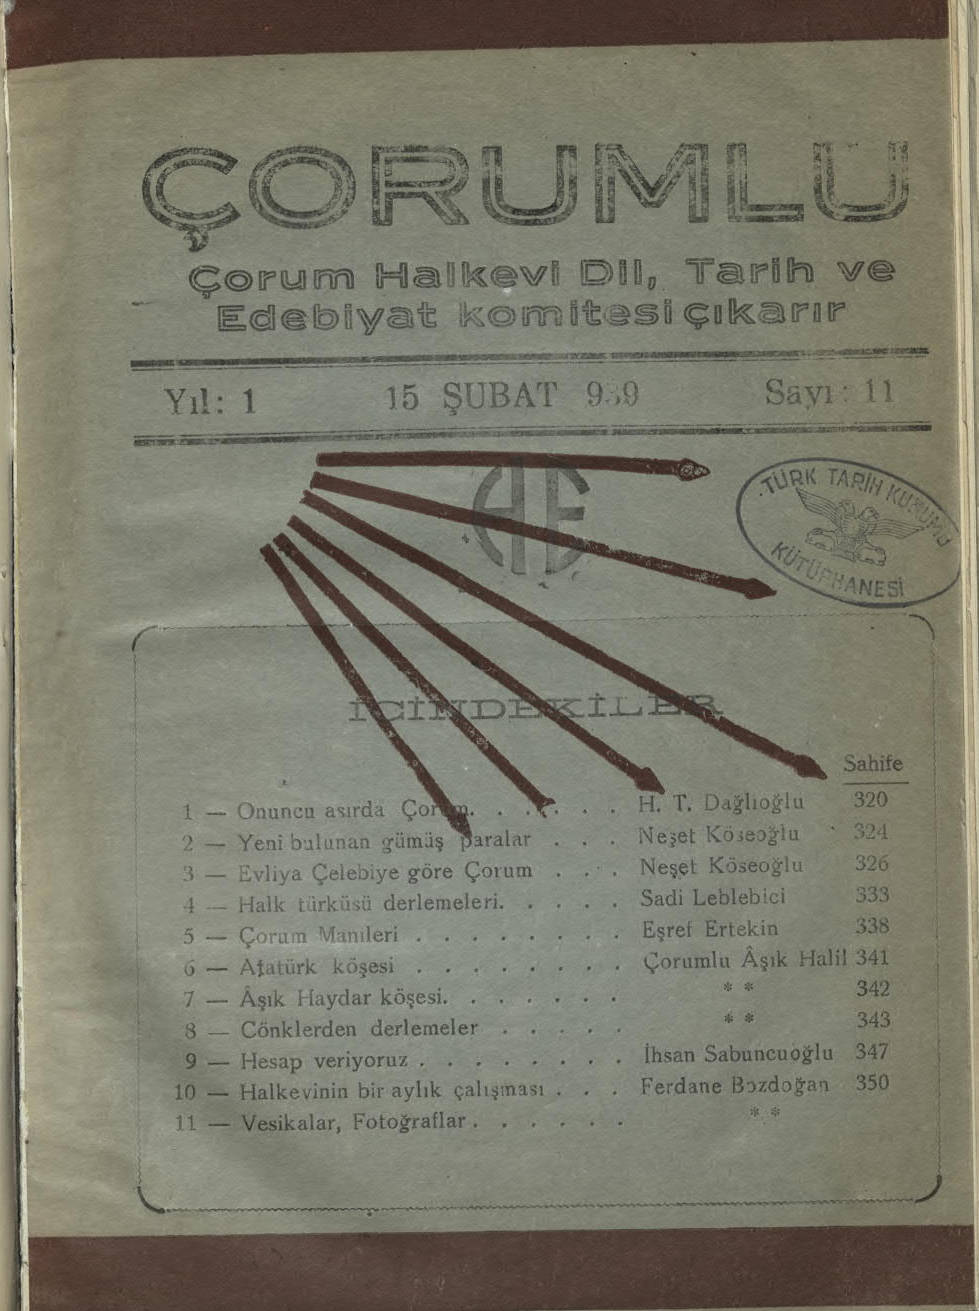 ÇORUMLU
Çorum Halkevi Dil, Tarih ve
Edebiyat komitesi çıkarır
Yıl: 1 15 ŞUBAT 939 Sayı: 11
HE
TÜRK TARİH KURUMU
KÜTÜPHANESİ
İÇİNDEKİLER
Sahife
1 — Onuncu asırda Çorum. . . . . . H. T. Dağlıoğlu 320
2 — Yeni bulunan gümüş paralar . . . Neşet Köseoğlu 324
3 — Evliya Çelebiye göre Çorum . . . Neşet Köseoğlu 326
4 — Halk türküsü derlemeleri. . . . . Sadi Leblebici 333
5 — Çorum Manileri . . . . . . . . Eşref Ertekin 338
6 — Atatürk köşesi . . . . . . . . Çorumlu Âşık Halil 341
7 — Âşık Haydar köşesi. . . . . . . * * 342
8 — Cönklerden derlemeler . . . . . * * 343
9 — Hesap veriyoruz . . . . . . . . İhsan Sabuncuoğlu 347
10 — Halkevinin bir aylık çalışması . . . Ferdane Bozdoğan 350
11 — Vesikalar, Fotoğraflar . . . . . . * *